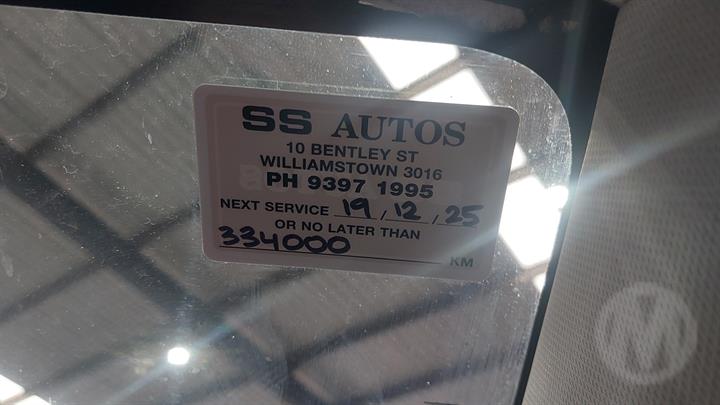 SS AUTOS
10 BENTLEY ST
WILLIAMSTOWN 3016
PH 9397 1995
NEXT SERVICE 19/12/25
OR NO LATER THAN
334000 KM
M